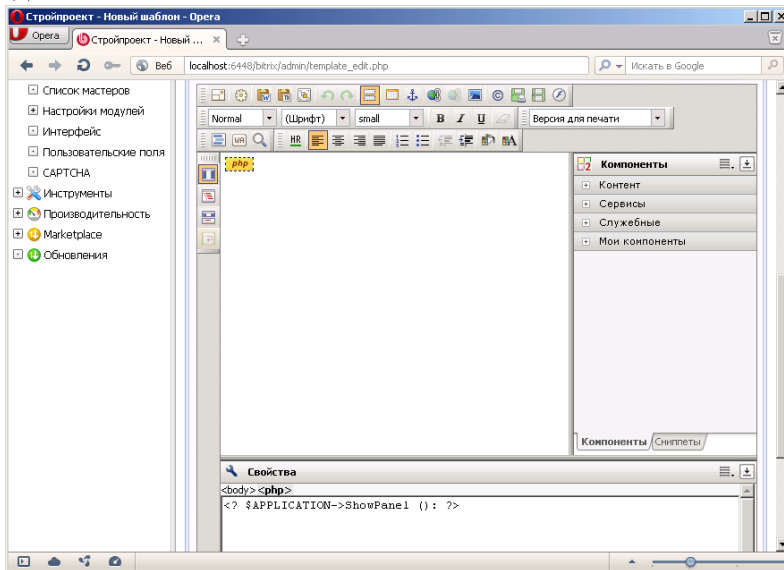 Стройпроект - Новый шаблон - Opera
Opera
Стройпроект - Новый ...
Веб
localhost:6448/bitrix/admin/template_edit.php
Искать в Google
Список мастеров
Настройки модулей
Интерфейс
Пользовательские поля
CAPTCHA
Инструменты
Производительность
Marketplace
Обновления
Normal
(Шрифт)
small
B I U
Версия для печати
HR
php
Компоненты
Контент
Сервисы
Служебные
Мои компоненты
Компоненты
Сниппеты
Свойства
<body><php>
<? $APPLICATION->ShowPanel (): ?>